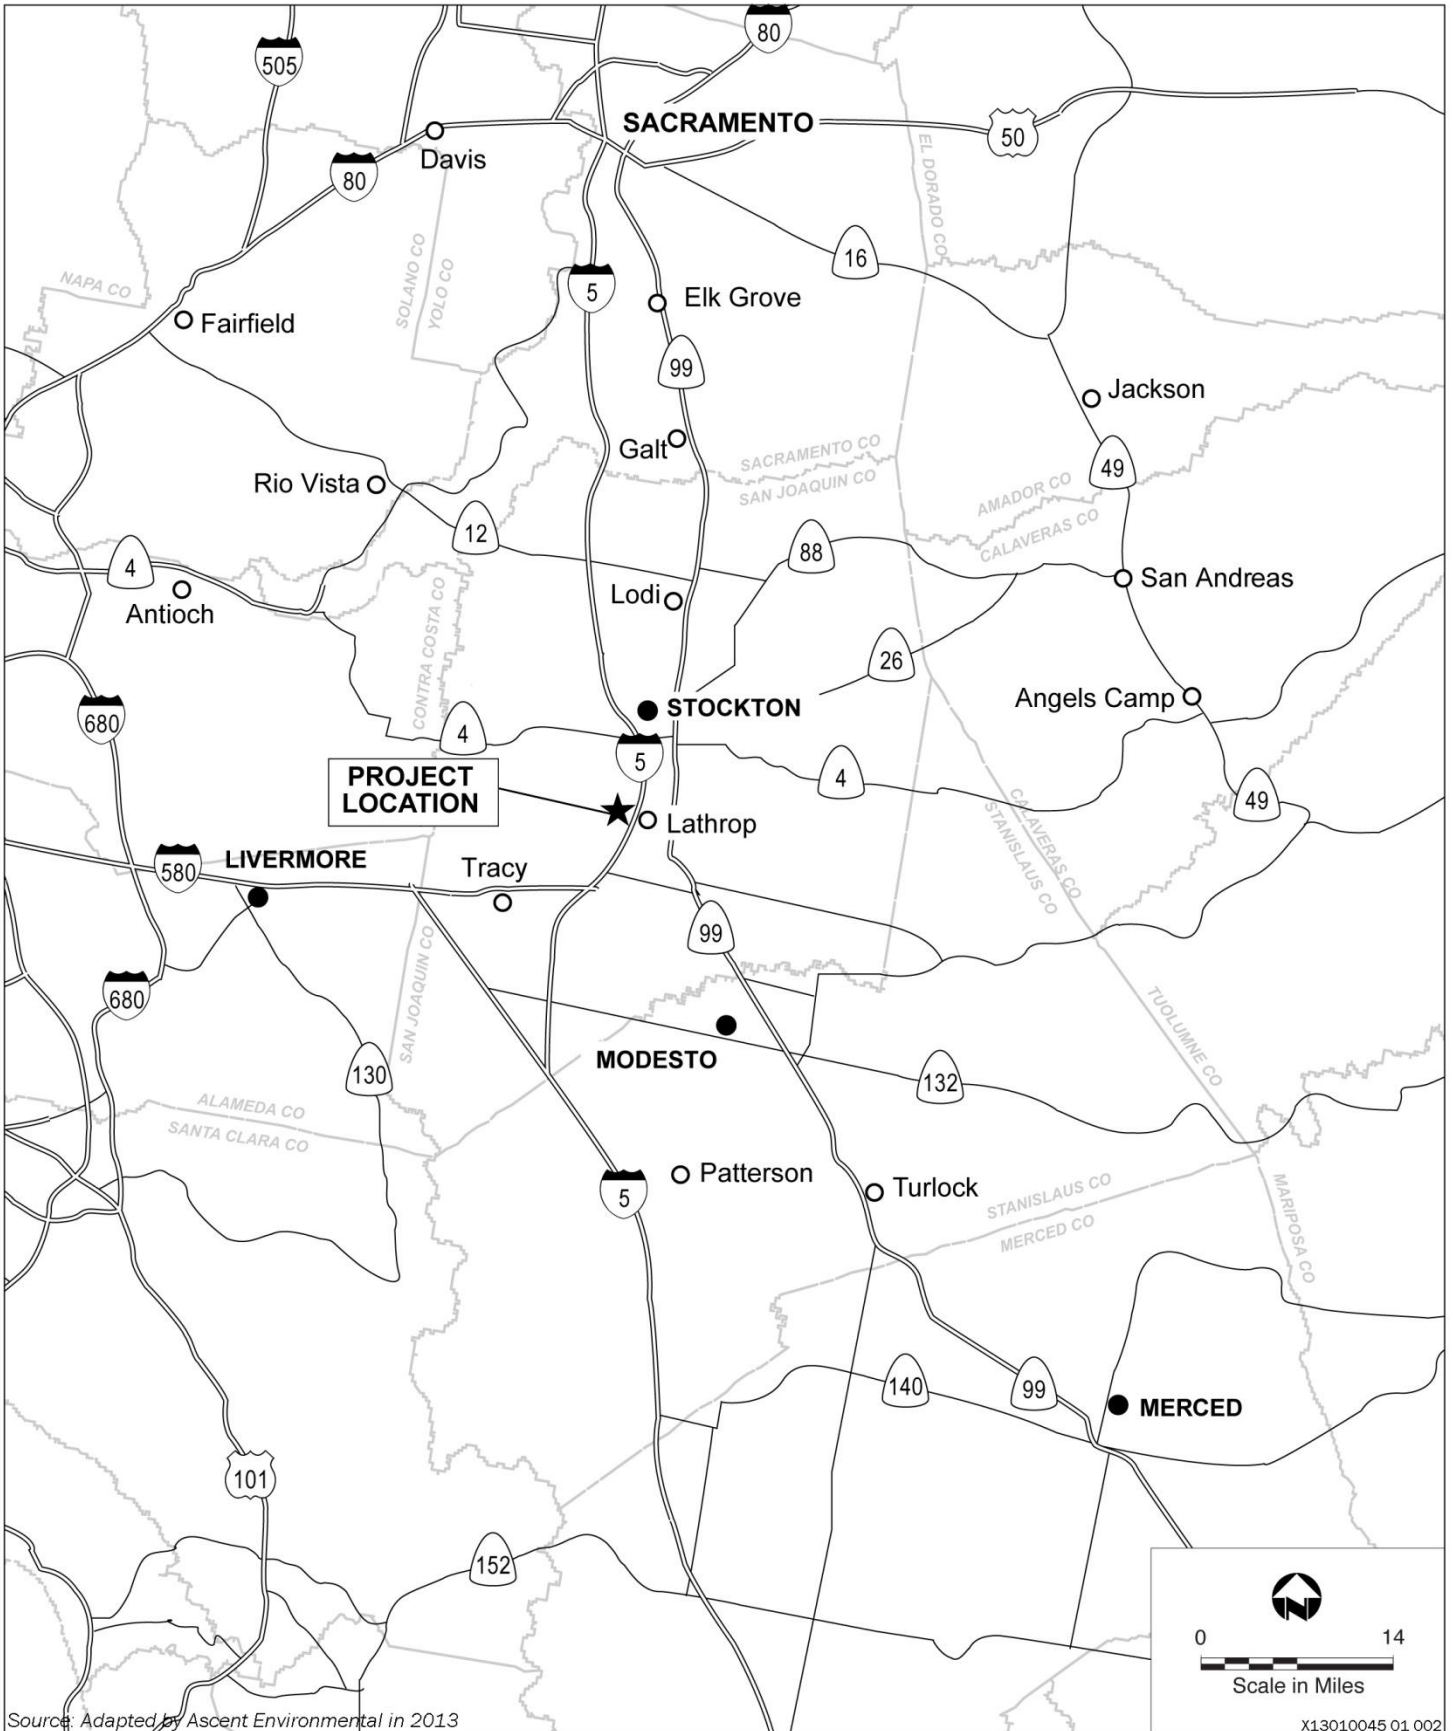 80
505
SACRAMENTO
50
Davis
80
EL DORADO CO
16
SOLANO CO
YOLO CO
NAPA CO
5
Elk Grove
Fairfield
99
Jackson
Galt
SACRAMENTO CO
SAN JOAQUIN CO
49
Rio Vista
AMADOR CO
CALAVERAS CO
12
88
4
San Andreas
Antioch
Lodi
CONTRA COSTA CO
26
Angels Camp
680
STOCKTON
4
5
PROJECT
LOCATION
4
49
CALAVERAS CO
STANISLAUS CO
Lathrop
580
LIVERMORE
Tracy
99
SAN JOAQUIN CO
680
TUOLUMNE CO
MODESTO
130
132
ALAMEDA CO
SANTA CLARA CO
Patterson
5
Turlock
STANISLAUS CO
MERCED CO
MARIPOSA CO
140
99
MERCED
101
152
N
0 14
Scale in Miles
Source: Adapted by Ascent Environmental in 2013
X13010045 01 002